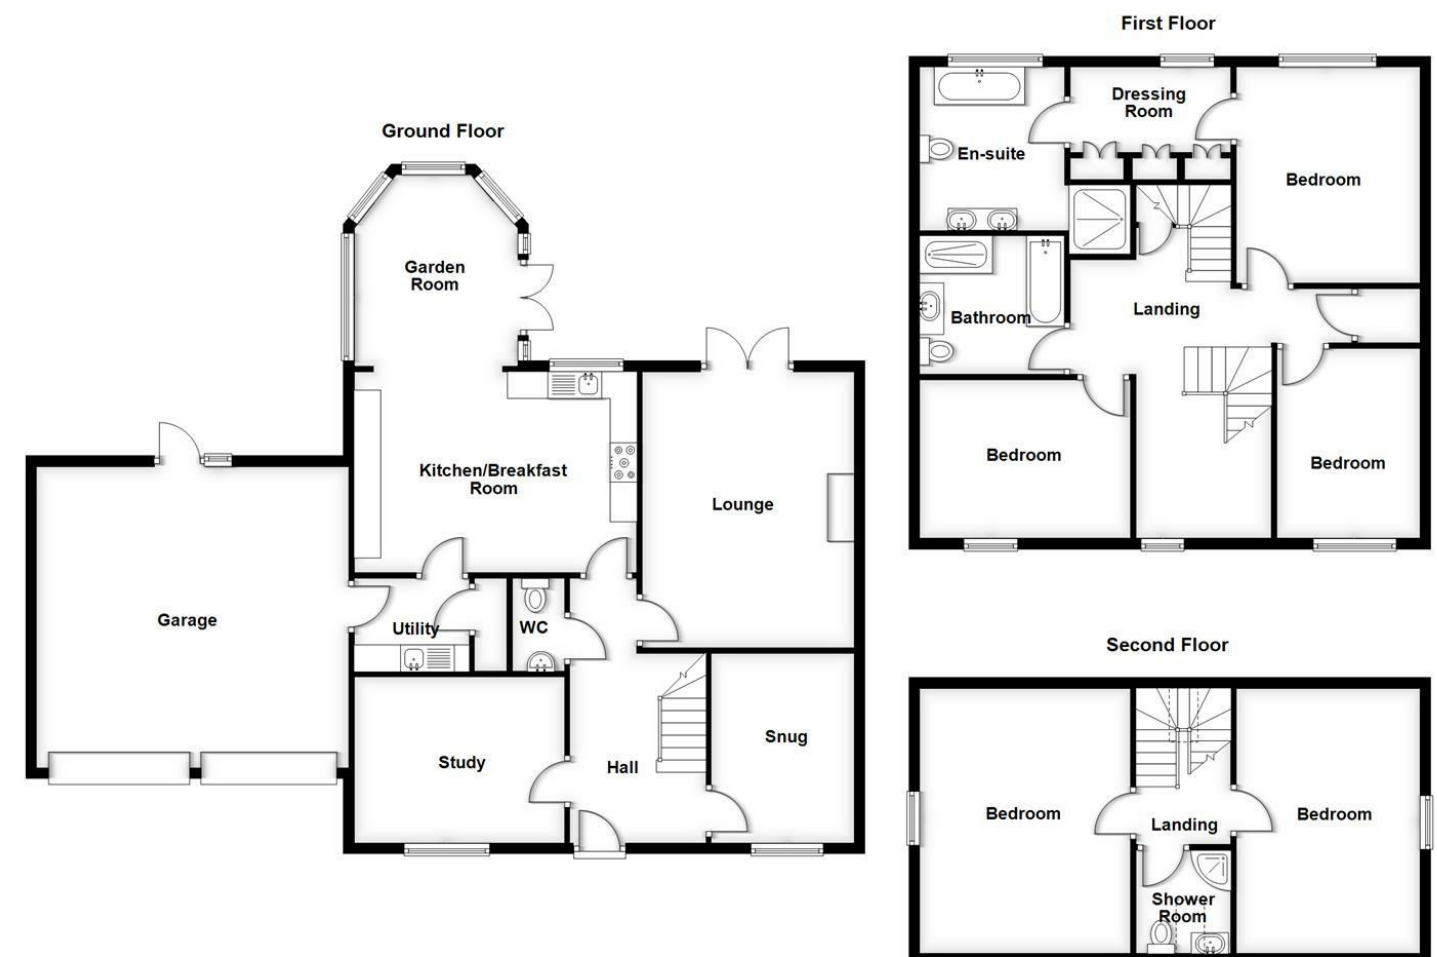 Ground Floor
Garden
Room
Kitchen/Breakfast
Room
Lounge
Garage
Utility
WC
Study
Hall
Snug
First Floor
Dressing
Room
En-suite
Bedroom
Landing
Bathroom
Bedroom
Bedroom
Second Floor
Bedroom
Landing
Bedroom
Shower
Room